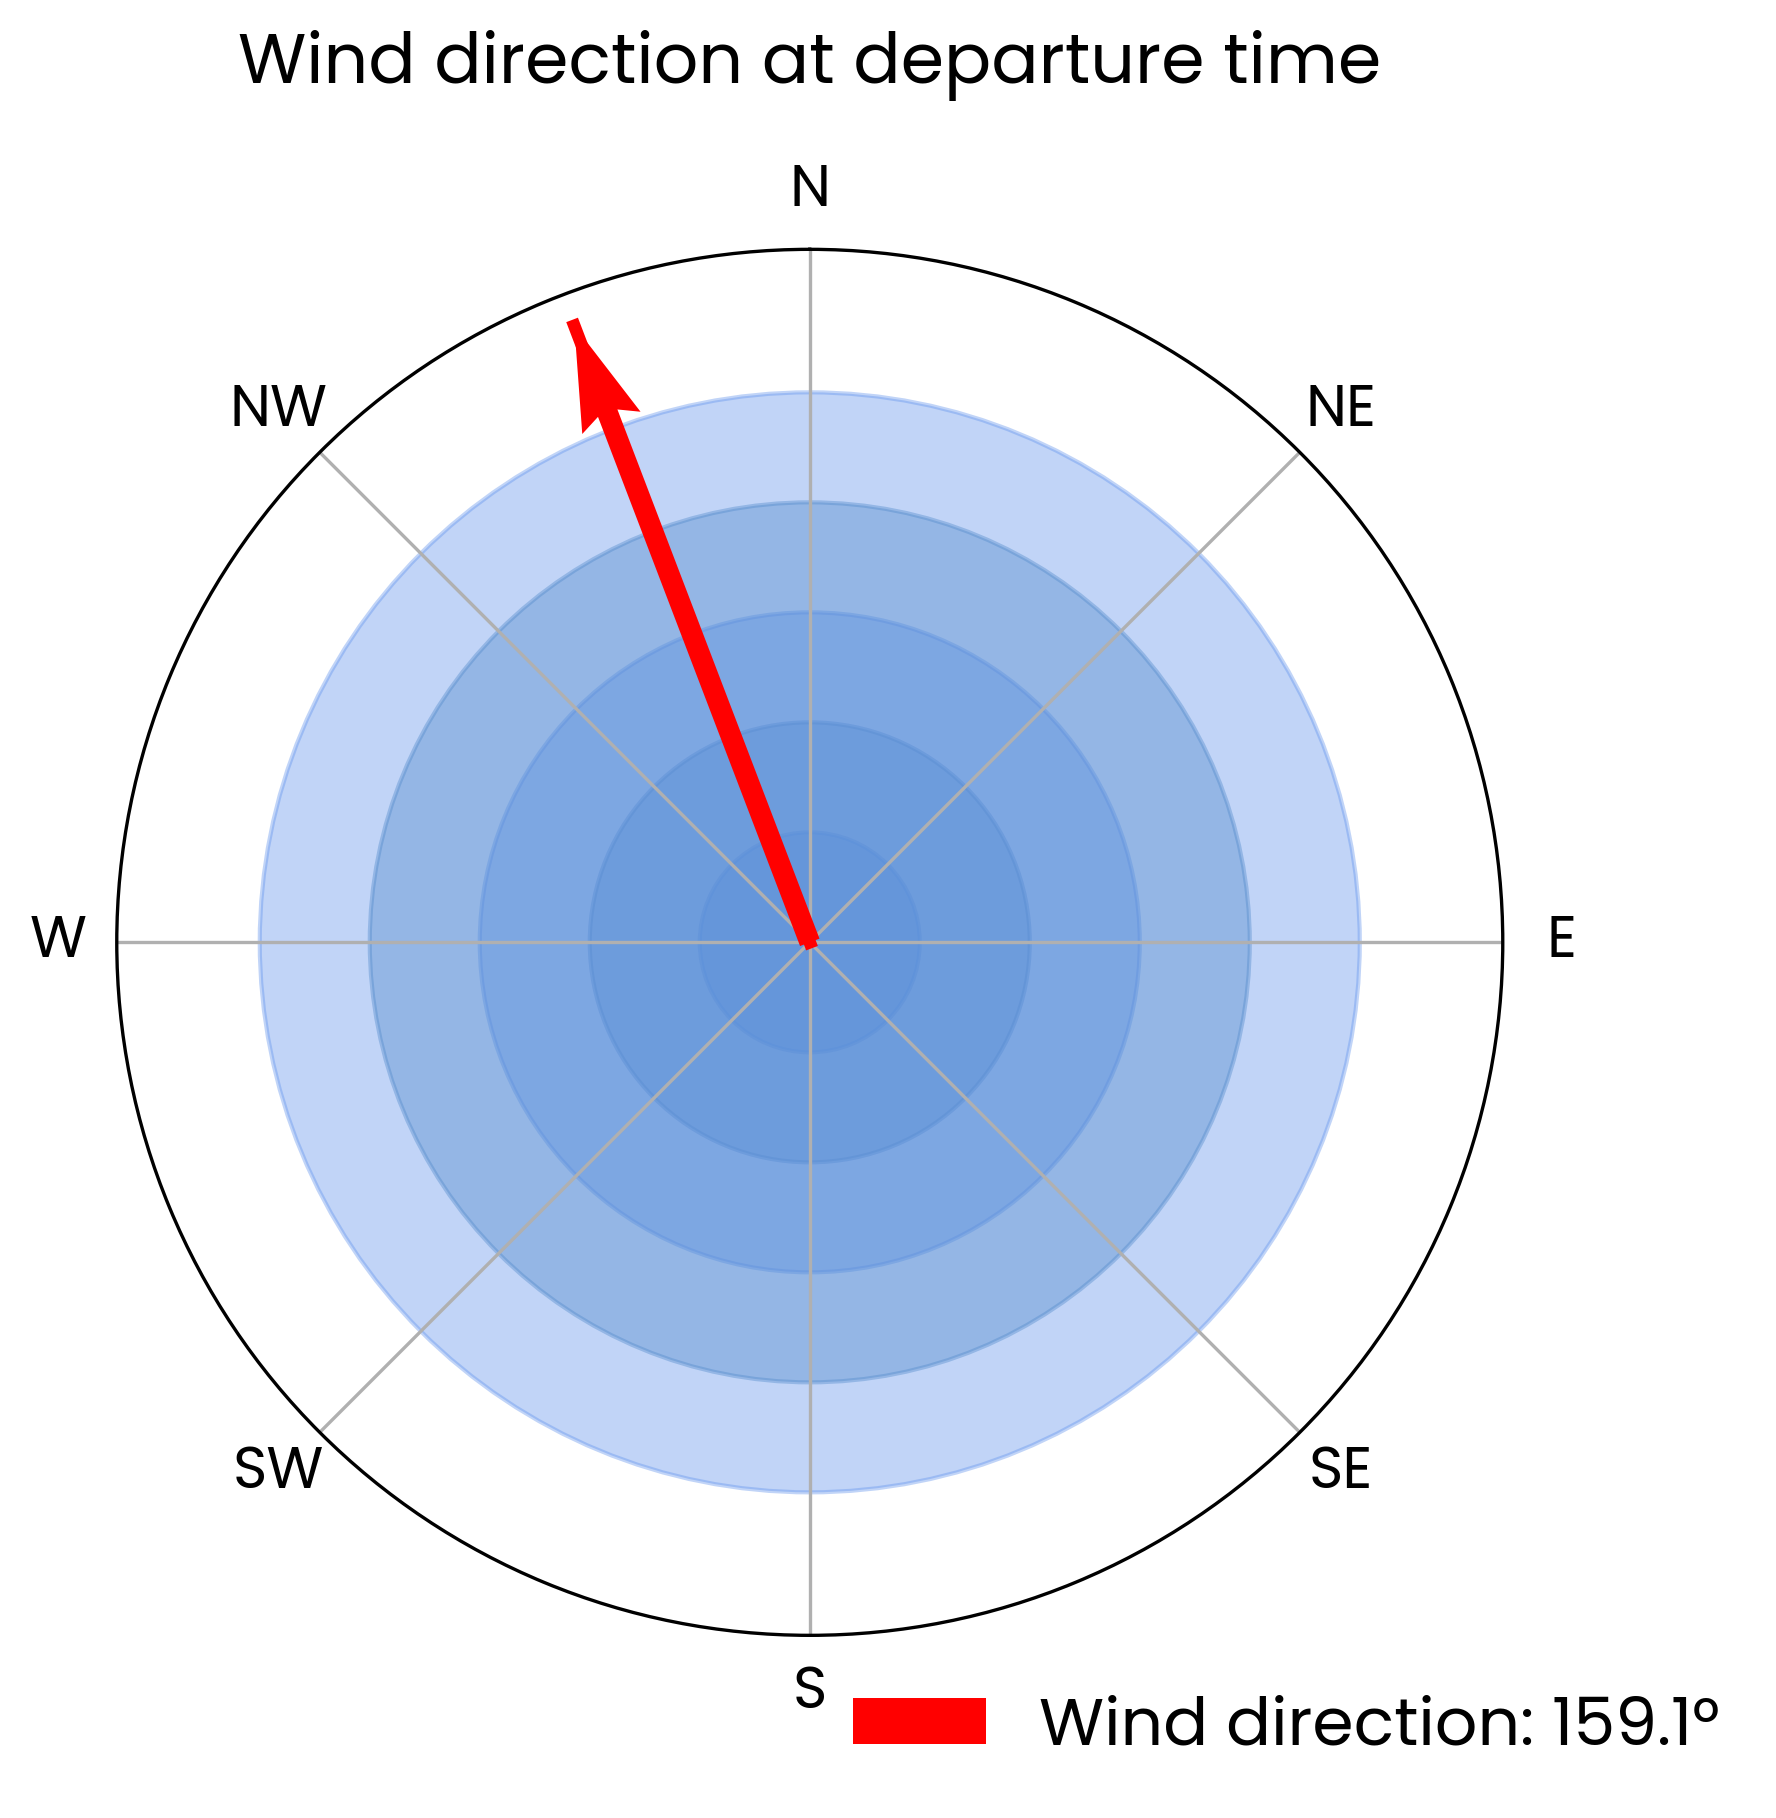 Wind direction at departure time
N
NW
NE
W
E
SW
SE
S
Wind direction: 159.1°